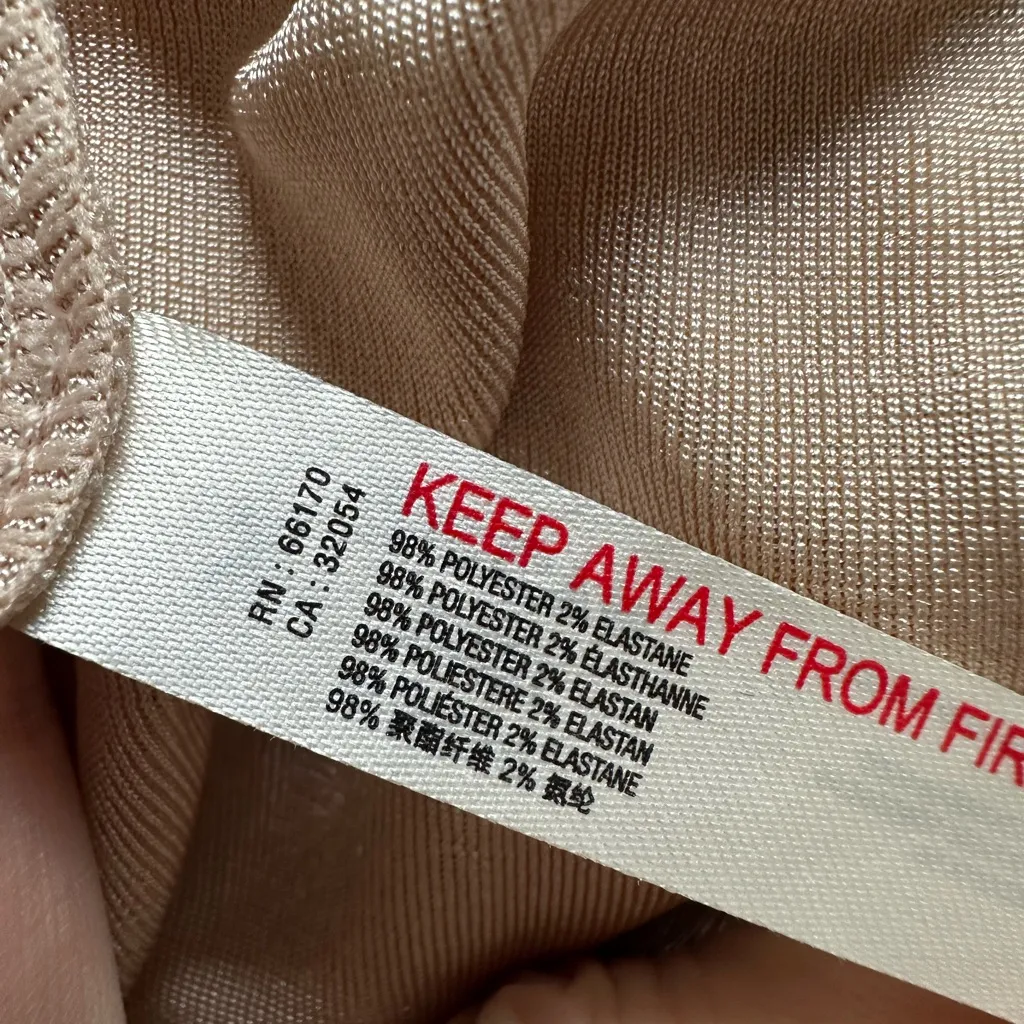 RN : 66170
CA : 32054
KEEP AWAY FROM FIR
98% POLYESTER 2% ELASTANE
98% POLYESTER 2% ÉLASTHANNE
98% POLYESTER 2% ELASTAN
98% POLIESTERE 2% ELASTAN
98% POLIÉSTER 2% ELASTANE
98% 聚酯纤维 2% 氨纶